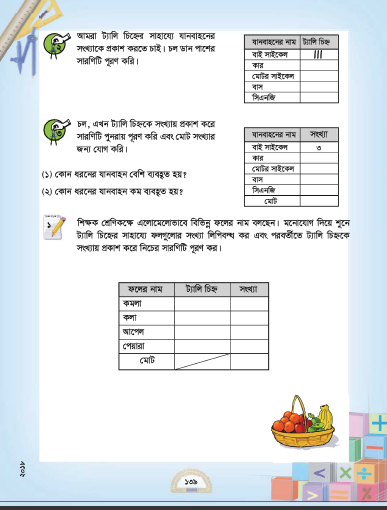 আমরা ট্যালি চিহ্নের সাহায্যে যানবাহনের
সংখ্যাকে প্রকাশ করতে চাই। চল ডান পাশের
সারণিটি পূরণ করি।
যানবাহনের নাম ট্যালি চিহ্ন
বাই সাইকেল |||
কার
মোটর সাইকেল
বাস
সিএনজি
চল, এখন ট্যালি চিহ্নকে সংখ্যায় প্রকাশ করে
সারণিটি পুনরায় পূরণ করি এবং মোট সংখ্যার
জন্য যোগ করি।
(১) কোন ধরনের যানবাহন বেশি ব্যবহৃত হয়?
(২) কোন ধরনের যানবাহন কম ব্যবহৃত হয়?
যানবাহনের নাম সংখ্যা
বাই সাইকেল ৩
কার
মোটর সাইকেল
বাস
সিএনজি
মোট
১
শিক্ষক শ্রেণিকক্ষে এলোমেলোভাবে বিভিন্ন ফলের নাম বলছেন। মনোযোগ দিয়ে শুনে
ট্যালি চিহ্নের সাহায্যে ফলগুলোর সংখ্যা লিপিবদ্ধ কর এবং পরবর্তীতে ট্যালি চিহ্নকে
সংখ্যায় প্রকাশ করে নিচের সারণিটি পূরণ কর।
ফলের নাম ট্যালি চিহ্ন সংখ্যা
কমলা
কলা
আপেল
পেয়ারা
মোট
২০১৮
১৩৯